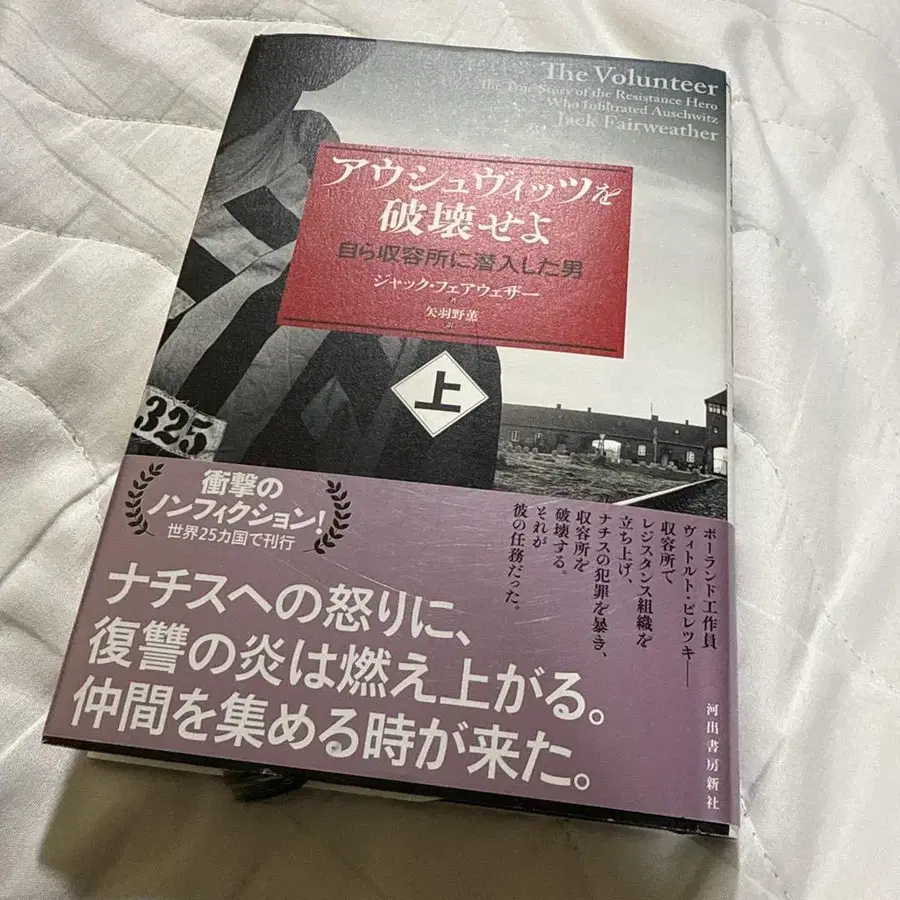 The Volunteer
The True Story of the Resistance Hero
Who Infiltrated Auschwitz
Jack Fairweather
アウシュヴィッツを
破壊せよ
自ら収容所に潜入した男
ジャック・フェアウェザー
著
矢羽野薫
訳
上
325
衝撃の
ノンフィクション!
世界25カ国で刊行
ポーランド工作員
ヴィトルト・ピレツキ──
収容所で
レジスタンス組織を
立ち上げ、
ナチスの犯罪を暴き、
収容所を
破壊する。
それが
彼の任務だった。
ナチスへの怒りに、
復讐の炎は燃え上がる。
仲間を集める時が来た。
河出書房新社